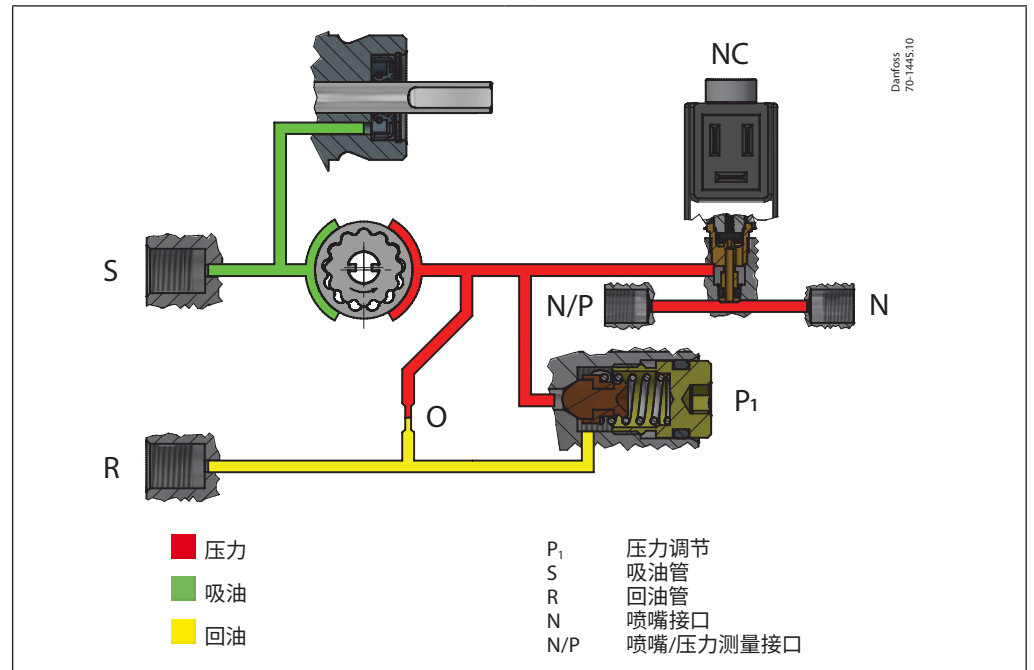 NC
Danfoss
70-1445.10
S
N/P
N
P₁
O
R
压力
吸油
回油
P₁ 压力调节
S 吸油管
R 回油管
N 喷嘴接口
N/P 喷嘴/压力测量接口